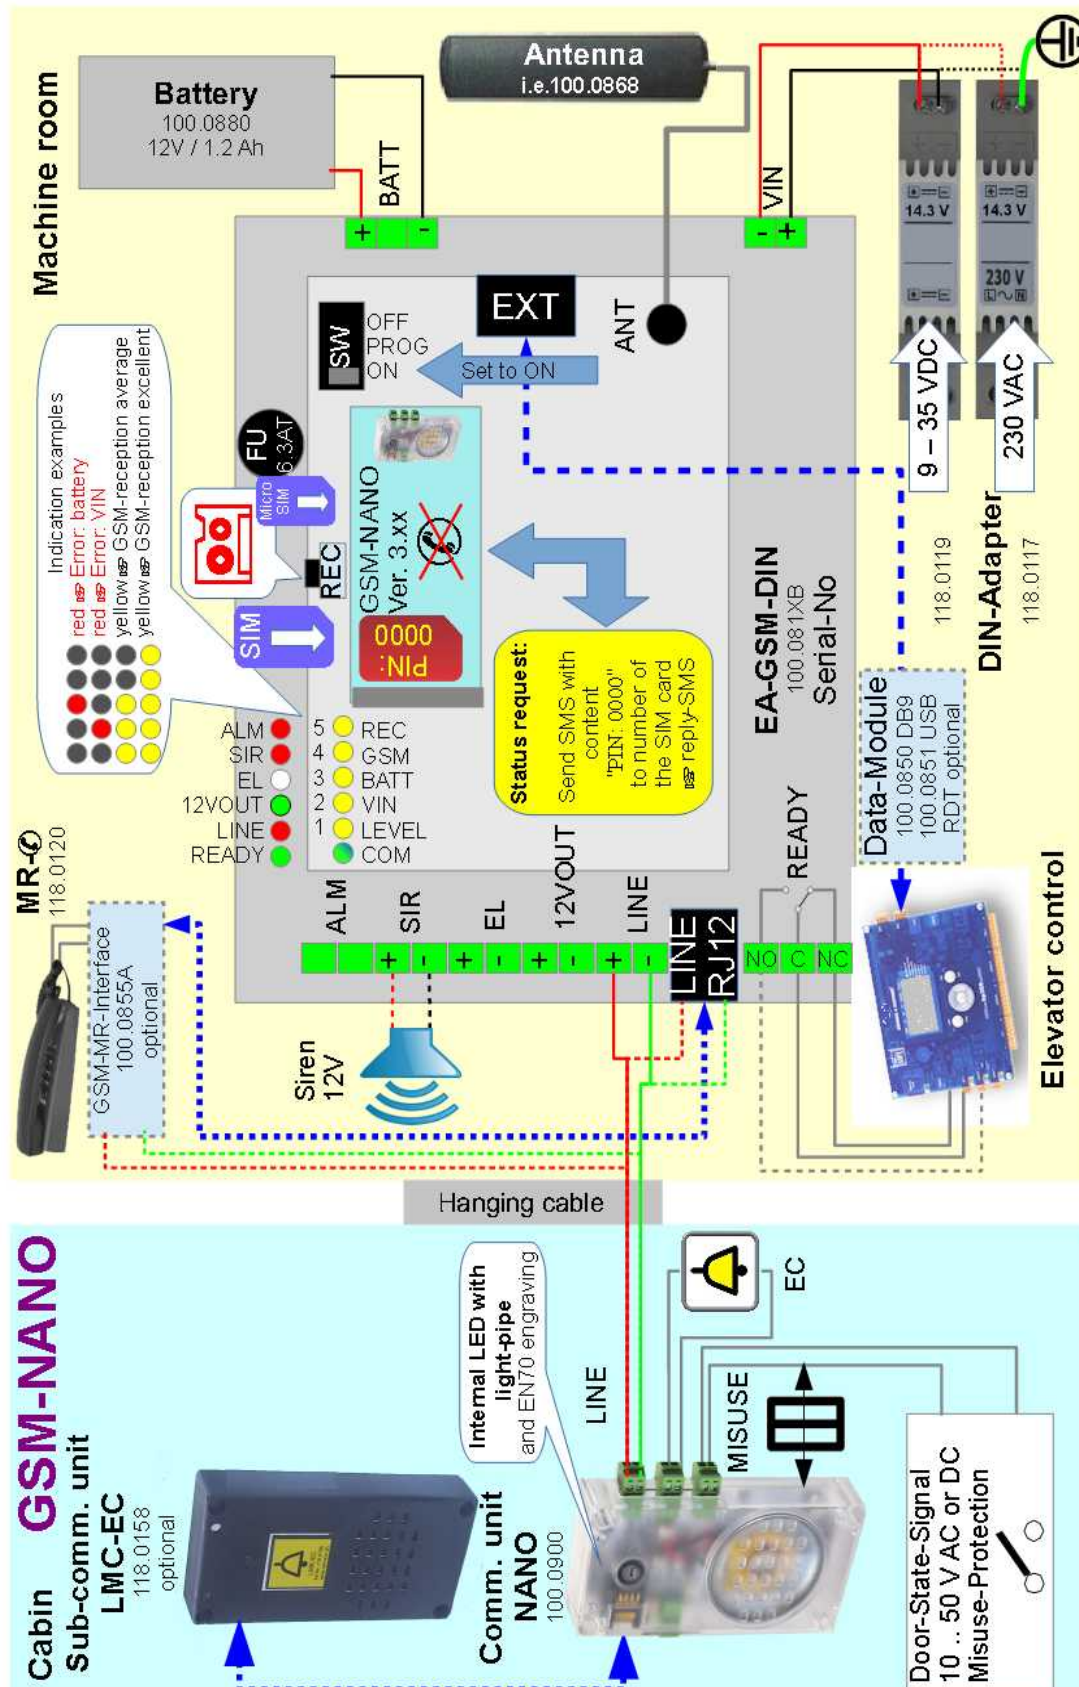 Cabin
GSM-NANO
Sub-comm. unit
LMC-EC
118.0158
optional
Comm. unit
NANO
100.0900
Internal LED with
light-pipe
and EN70 engraving
LINE
MISUSE
EC
Door-State-Signal
10 .. 50 V AC or DC
Misuse-Protection
Hanging cable
Machine room
Battery
100.0880
12V / 1.2 Ah
Antenna
i.e.100.0868
BATT
+
-
VIN
-
+
14.3 V
14.3 V
230 V
L N
9 – 35 VDC
230 VAC
118.0119
DIN-Adapter
118.0117
Indication examples
red ☞ Error: battery
red ☞ Error: VIN
yellow ☞ GSM-reception average
yellow ☞ GSM-reception excellent
SW
OFF
PROG
ON
Set to ON
EXT
ANT
FU
6.3AT
Micro
SIM
REC
SIM
GSM-NANO
Ver. 3.xx
PIN:
0000
Status request:
Send SMS with
content
"PIN: 0000"
to number of
the SIM card
☞ reply-SMS
EA-GSM-DIN
100.081XB
Serial-No
ALM
SIR
EL
12VOUT
LINE
READY
5 REC
4 GSM
3 BATT
2 VIN
1 LEVEL
COM
MR-✆
118.0120
GSM-MR-Interface
100.0855A
optional
Siren
12V
ALM
SIR
EL
12VOUT
LINE
+
-
+
-
+
-
+
-
LINE
RJ12
NO
C
NC
READY
Data-Module
100.0850 DB9
100.0851 USB
RDT optional
Elevator control